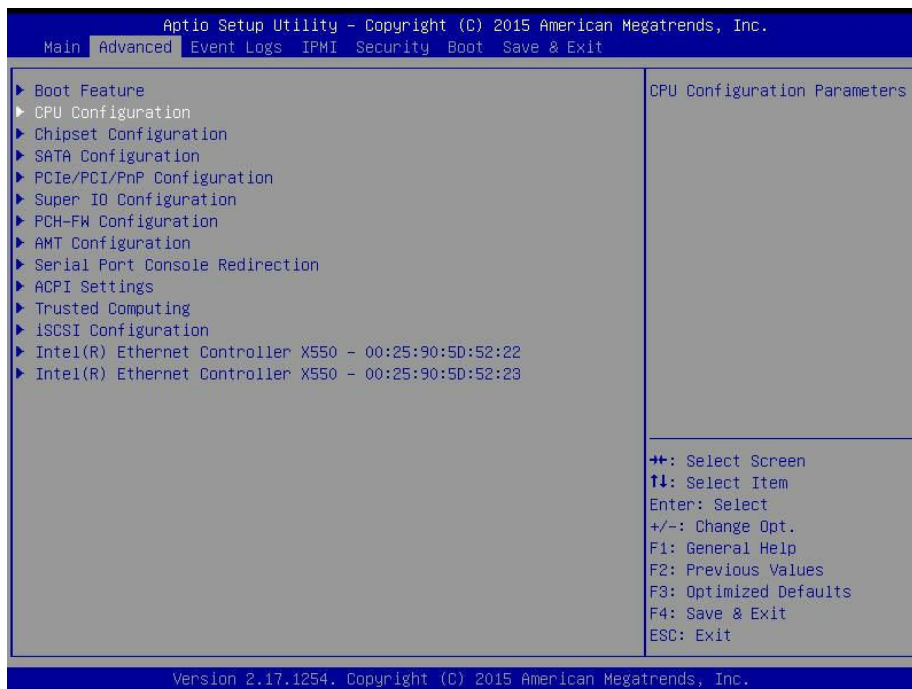 Aptio Setup Utility – Copyright (C) 2015 American Megatrends, Inc.
Main Advanced Event Logs IPMI Security Boot Save & Exit
Boot Feature
CPU Configuration
Chipset Configuration
SATA Configuration
PCIe/PCI/PnP Configuration
Super IO Configuration
PCH-FW Configuration
AMT Configuration
Serial Port Console Redirection
ACPI Settings
Trusted Computing
iSCSI Configuration
Intel(R) Ethernet Controller X550 – 00:25:90:5D:52:22
Intel(R) Ethernet Controller X550 – 00:25:90:5D:52:23
CPU Configuration Parameters
→←: Select Screen
↑↓: Select Item
Enter: Select
+/-: Change Opt.
F1: General Help
F2: Previous Values
F3: Optimized Defaults
F4: Save & Exit
ESC: Exit
Version 2.17.1254. Copyright (C) 2015 American Megatrends, Inc.